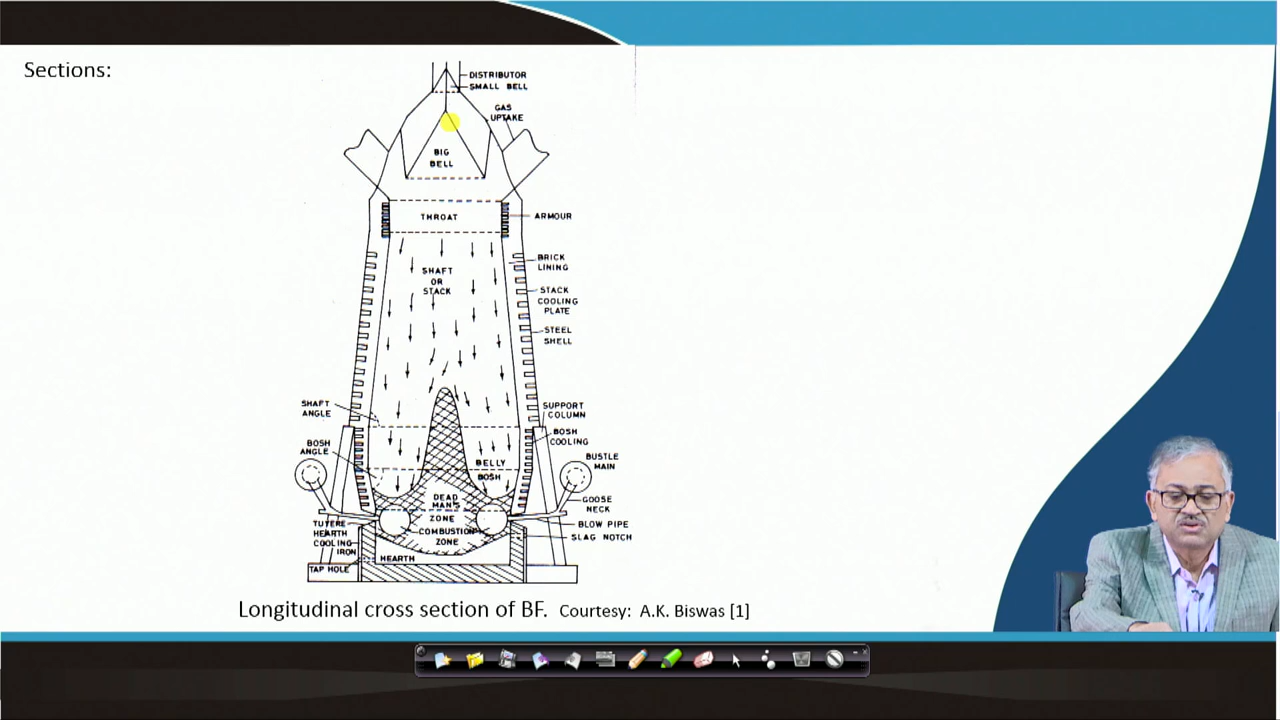 Sections:
DISTRIBUTOR
SMALL BELL
GAS
UPTAKE
BIG
BELL
THROAT
ARMOUR
BRICK
LINING
SHAFT
OR
STACK
STACK
COOLING
PLATE
STEEL
SHELL
SHAFT
ANGLE
SUPPORT
COLUMN
BOSH
COOLING
BOSH
ANGLE
BELLY
BOSH
BUSTLE
MAIN
DEAD
MAN'S
ZONE
GOOSE
NECK
TUYERE
HEARTH
COOLING
IRON
TAP HOLE
COMBUSTION
ZONE
BLOW PIPE
SLAG NOTCH
HEARTH
Longitudinal cross section of BF. Courtesy: A.K. Biswas [1]